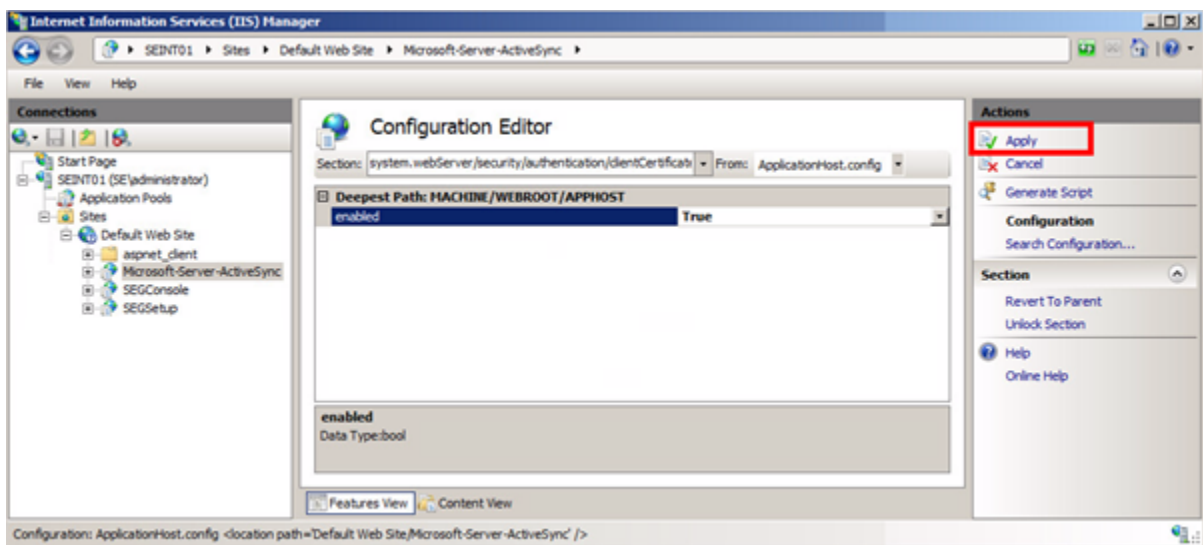 Internet Information Services (IIS) Manager
SEINT01 Sites Default Web Site Microsoft-Server-ActiveSync
File View Help
Connections
Start Page
SEINT01 (SE\administrator)
Application Pools
Sites
Default Web Site
aspnet_client
Microsoft-Server-ActiveSync
SEGConsole
SEGSetup
Configuration Editor
Section: system.webServer/security/authentication/clientCertificate From: ApplicationHost.config
Deepest Path: MACHINE/WEBROOT/APPHOST
enabled True
enabled
Data Type:bool
Features View Content View
Actions
Apply
Cancel
Generate Script
Configuration
Search Configuration...
Section
Revert To Parent
Unlock Section
Help
Online Help
Configuration: ApplicationHost.config <location path='Default Web Site/Microsoft-Server-ActiveSync' />